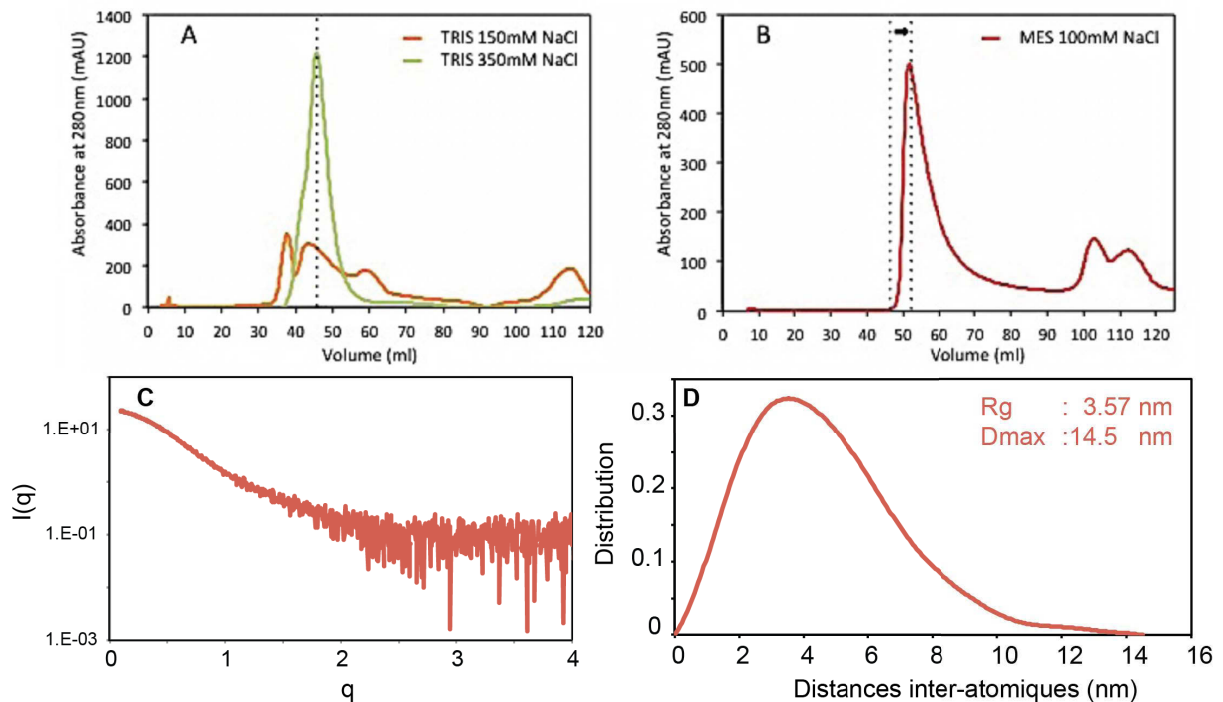 A
TRIS 150mM NaCl
TRIS 350mM NaCl
Absorbance at 280nm (mAU)
1400
1200
1000
800
600
400
200
0
0 10 20 30 40 50 60 70 80 90 100 110 120
Volume (ml)
B
MES 100mM NaCl
Absorbance at 280nm (mAU)
600
500
400
300
200
100
0
0 10 20 30 40 50 60 70 80 90 100 110 120
Volume (ml)
C
I(q)
1.E+01
1.E-01
1.E-03
0 1 2 3 4
q
D
Rg : 3.57 nm
Dmax :14.5 nm
Distribution
0.3
0.2
0.1
0
0 2 4 6 8 10 12 14 16
Distances inter-atomiques (nm)